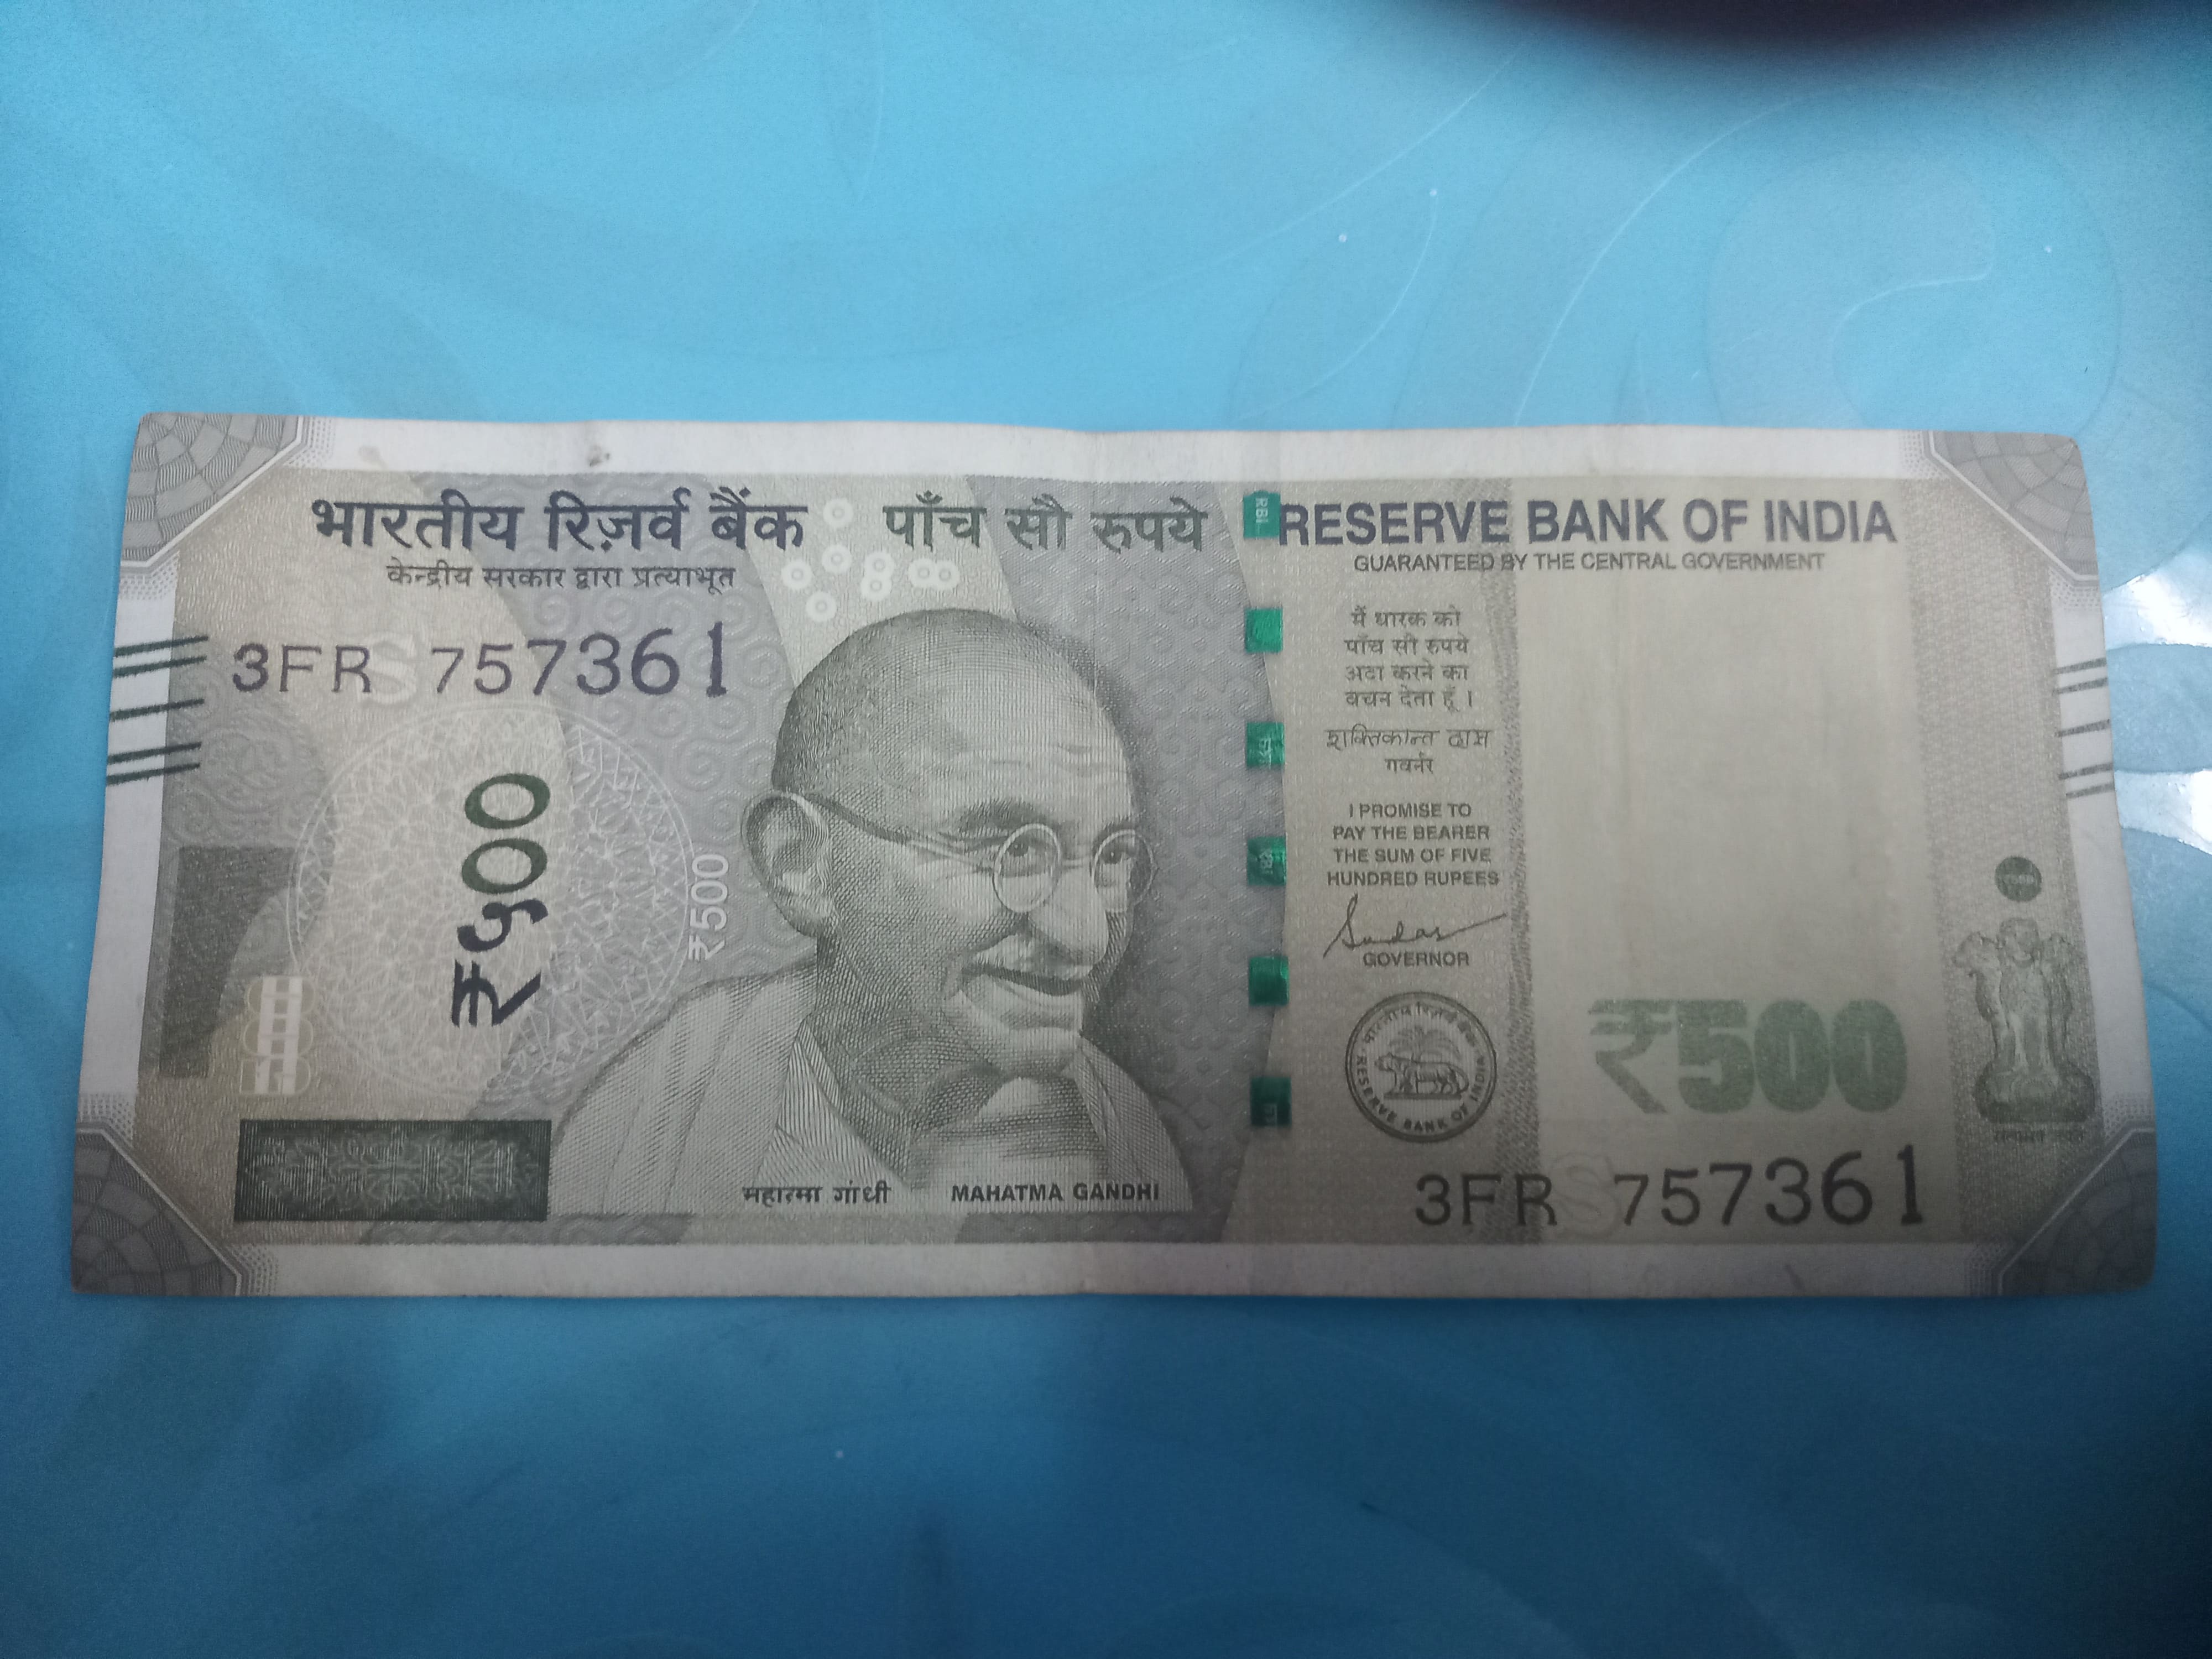 भारतीय रिज़र्व बैंक
केन्द्रीय सरकार द्वारा प्रत्याभूत
पाँच सौ रुपये
RBI
RESERVE BANK OF INDIA
GUARANTEED BY THE CENTRAL GOVERNMENT
3FR S 757361
₹५००
₹500
मैं धारक को
पाँच सौ रुपये
अदा करने का
वचन देता हूँ ।
शक्तिकान्त दास
गवर्नर
I PROMISE TO
PAY THE BEARER
THE SUM OF FIVE
HUNDRED RUPEES
GOVERNOR
भारतीय रिज़र्व बैंक
RESERVE BANK OF INDIA
₹500
सत्यमेव जयते
महात्मा गांधी
MAHATMA GANDHI
3FR S 757361